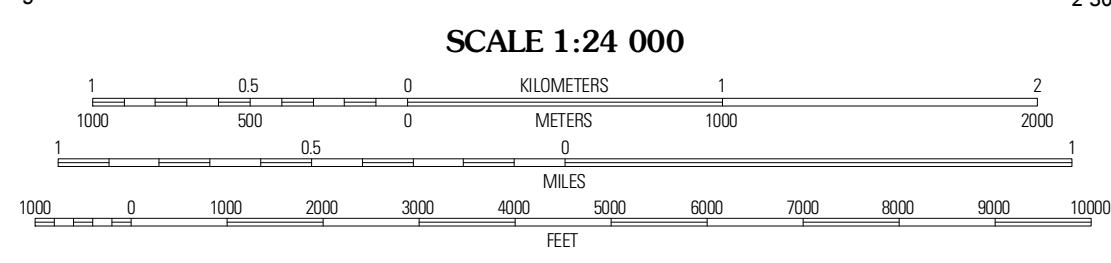 SCALE 1:24 000
1 0.5 0 KILOMETERS 1 2
1000 500 0 METERS 1000 2000
1 0.5 0 1
MILES
1000 0 1000 2000 3000 4000 5000 6000 7000 8000 9000 10000
FEET